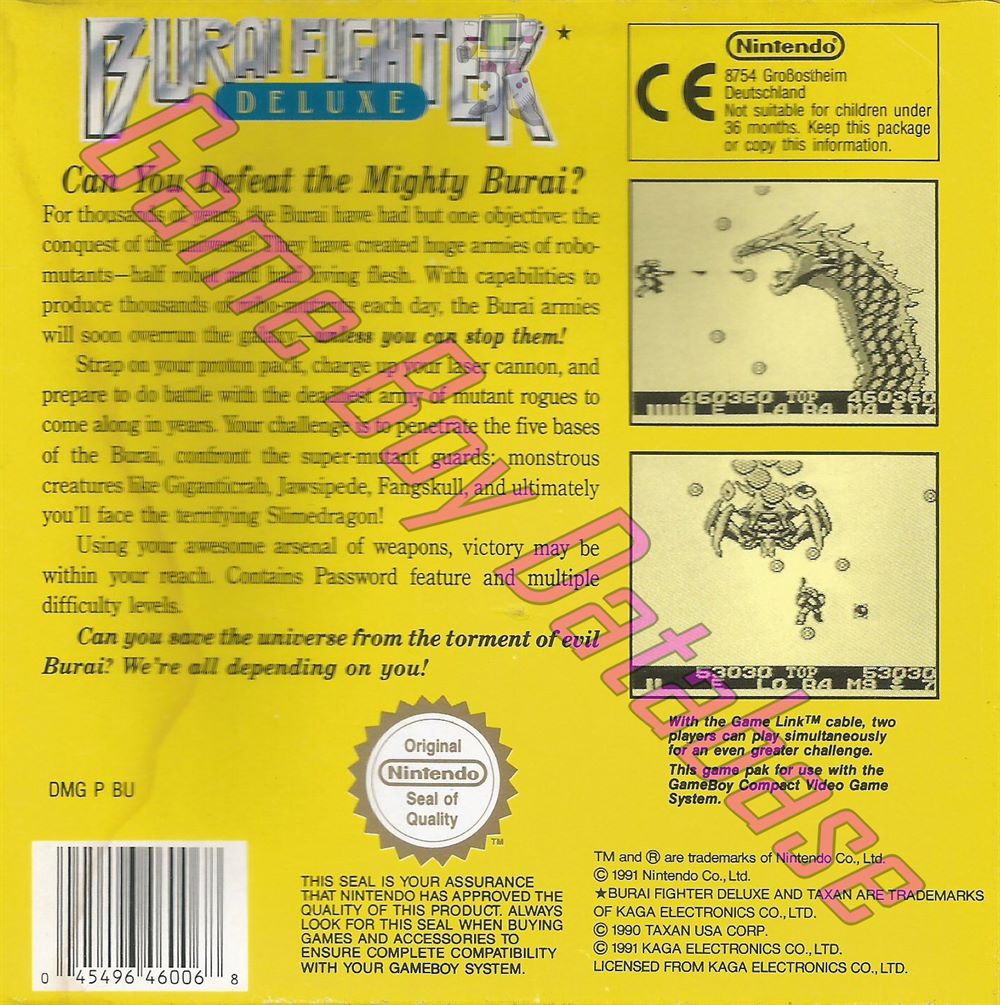 BURAI FIGHTER ★
DELUXE
Can You Defeat the Mighty Burai?
For thousands of years, the Burai have had but one objective: the
conquest of the universe! They have created huge armies of robo-
mutants—half robot and half living flesh. With capabilities to
produce thousands of robo-mutants each day, the Burai armies
will soon overrun the galaxy—unless you can stop them!
Strap on your proton pack, charge up your laser cannon, and
prepare to do battle with the deadliest army of mutant rogues to
come along in years. Your challenge is to penetrate the five bases
of the Burai, confront the super-mutant guards: monstrous
creatures like Giganticrab, Jawsipede, Fangskull, and ultimately
you'll face the terrifying Slimedragon!
Using your awesome arsenal of weapons, victory may be
within your reach. Contains Password feature and multiple
difficulty levels.
Can you save the universe from the torment of evil
Burai? We're all depending on you!
DMG P BU
0 45496 46006 8
Original
Nintendo
Seal of
Quality
TM
THIS SEAL IS YOUR ASSURANCE
THAT NINTENDO HAS APPROVED THE
QUALITY OF THIS PRODUCT. ALWAYS
LOOK FOR THIS SEAL WHEN BUYING
GAMES AND ACCESSORIES TO
ENSURE COMPLETE COMPATIBILITY
WITH YOUR GAMEBOY SYSTEM.
CE
Nintendo®
8754 Großostheim
Deutschland
Not suitable for children under
36 months. Keep this package
or copy this information.
460360 TOP 460360
E LA RA MA 17
53030 TOP 53030
E LO RA M9 7
With the Game Link™ cable, two
players can play simultaneously
for an even greater challenge.
This game pak for use with the
GameBoy Compact Video Game
System.
TM and ® are trademarks of Nintendo Co., Ltd.
© 1991 Nintendo Co., Ltd.
★BURAI FIGHTER DELUXE AND TAXAN ARE TRADEMARKS
OF KAGA ELECTRONICS CO., LTD.
© 1990 TAXAN USA CORP.
© 1991 KAGA ELECTRONICS CO., LTD.
LICENSED FROM KAGA ELECTRONICS CO., LTD.
Game Boy Database